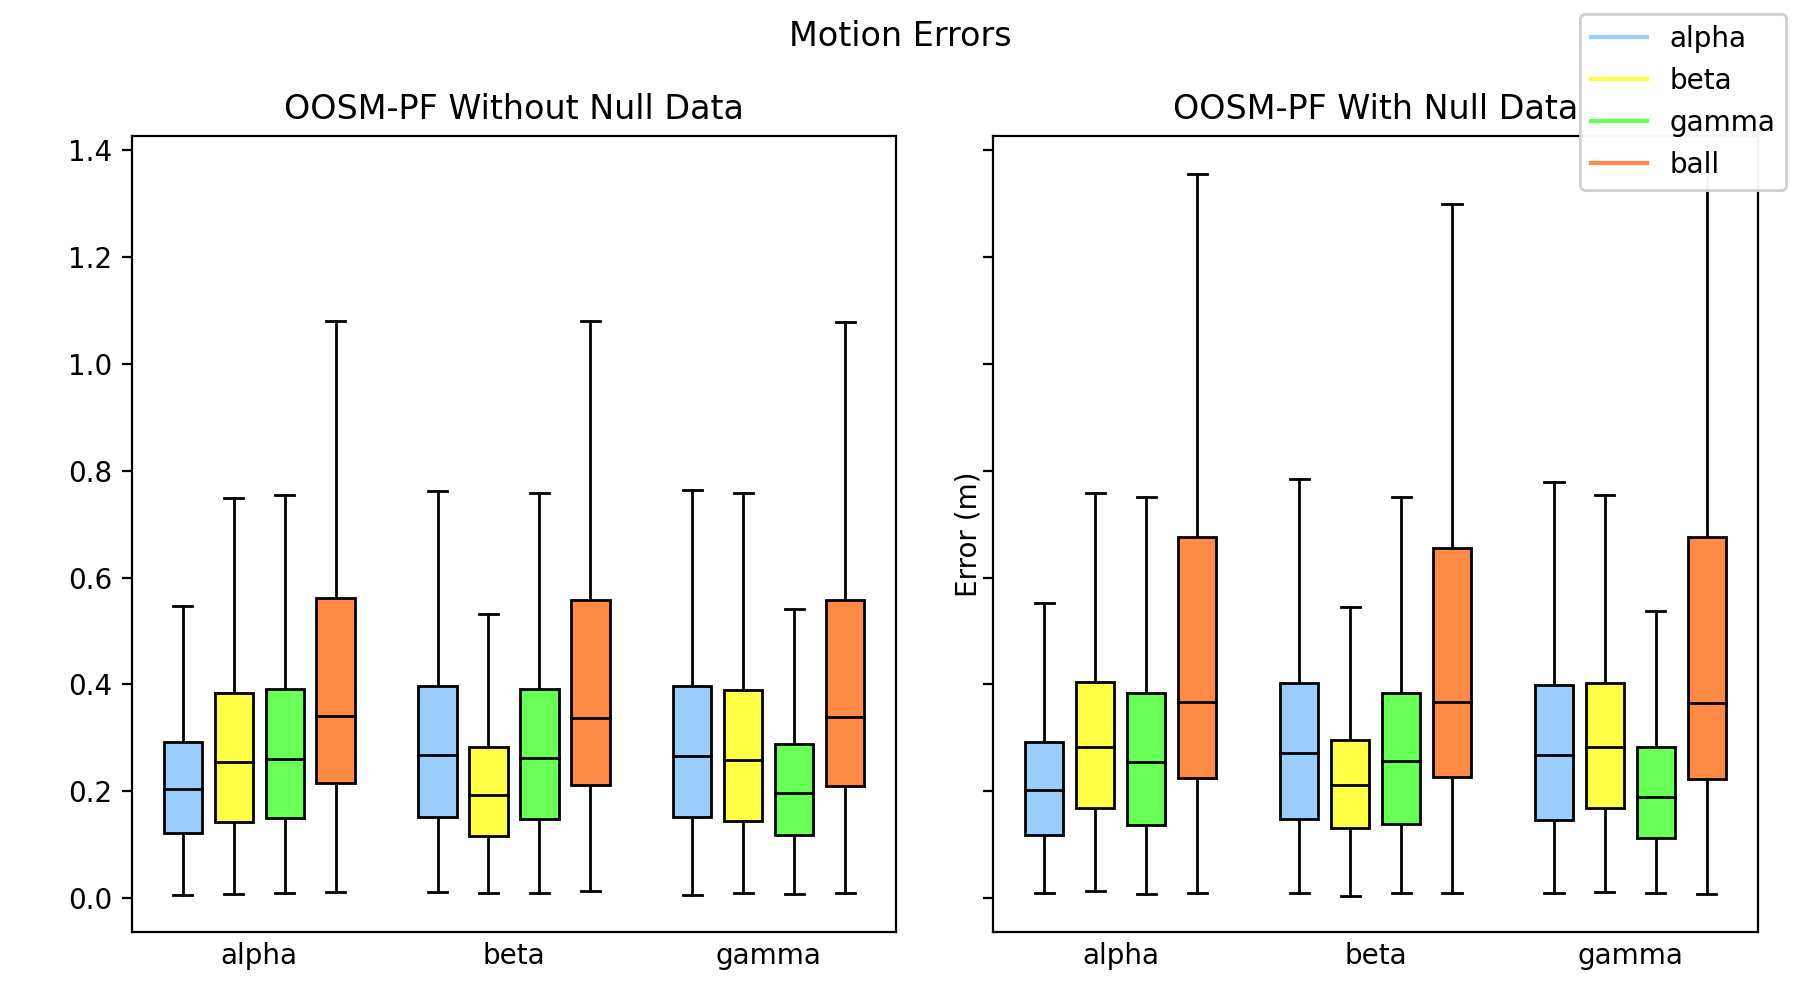 Motion Errors
alpha
beta
gamma
ball
OOSM-PF Without Null Data
OOSM-PF With Null Data
1.4
1.2
1.0
0.8
0.6
0.4
0.2
0.0
Error (m)
alpha beta gamma
alpha beta gamma